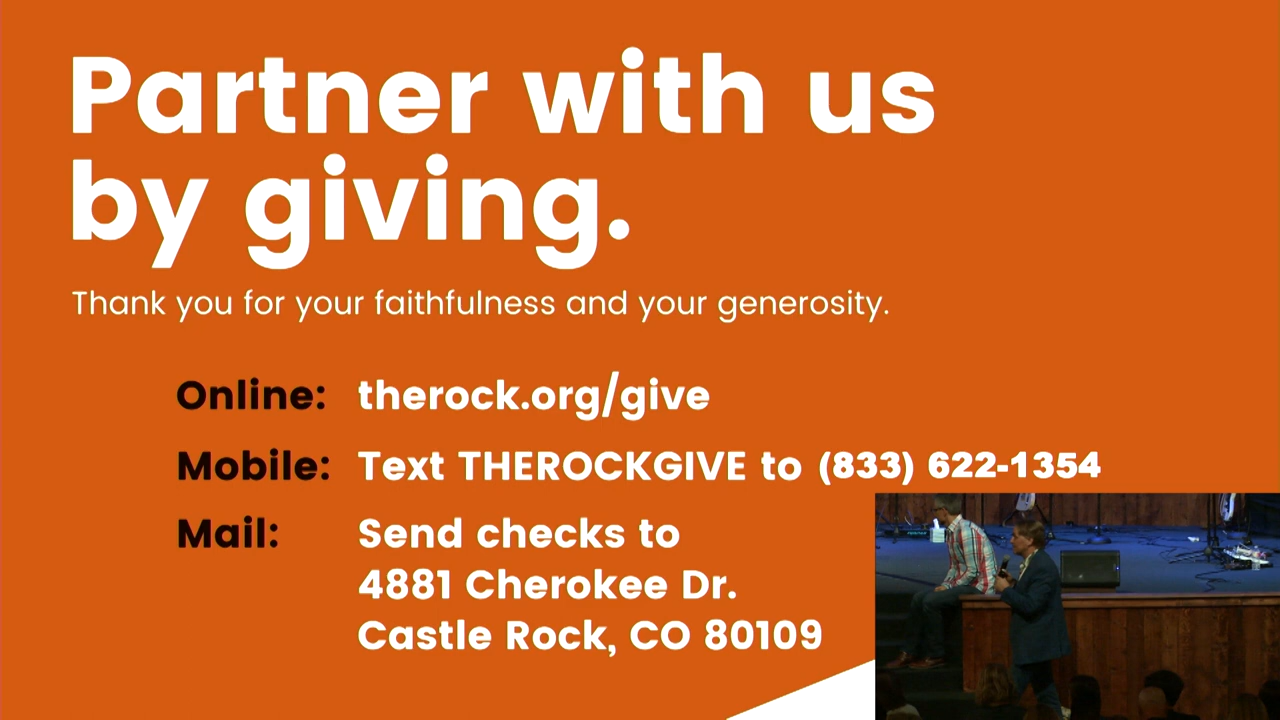 Partner with us
by giving.
Thank you for your faithfulness and your generosity.
Online: therock.org/give
Mobile: Text THEROCKGIVE to (833) 622-1354
Mail: Send checks to
4881 Cherokee Dr.
Castle Rock, CO 80109